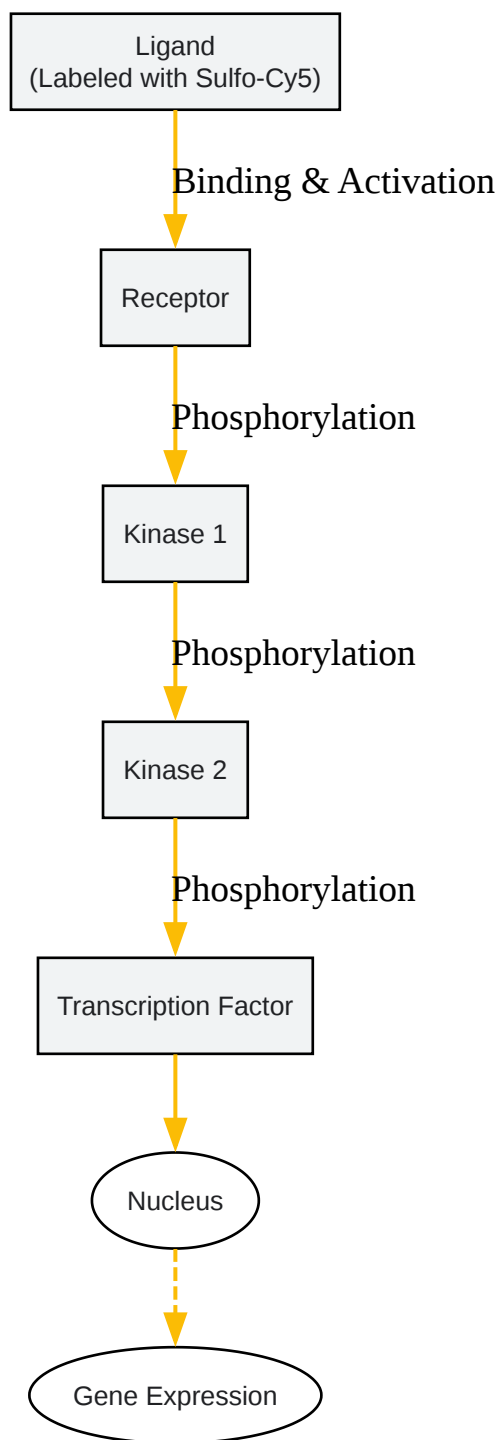 Ligand
(Labeled with Sulfo-Cy5)
Binding & Activation
Receptor
Phosphorylation
Kinase 1
Phosphorylation
Kinase 2
Phosphorylation
Transcription Factor
Nucleus
Gene Expression